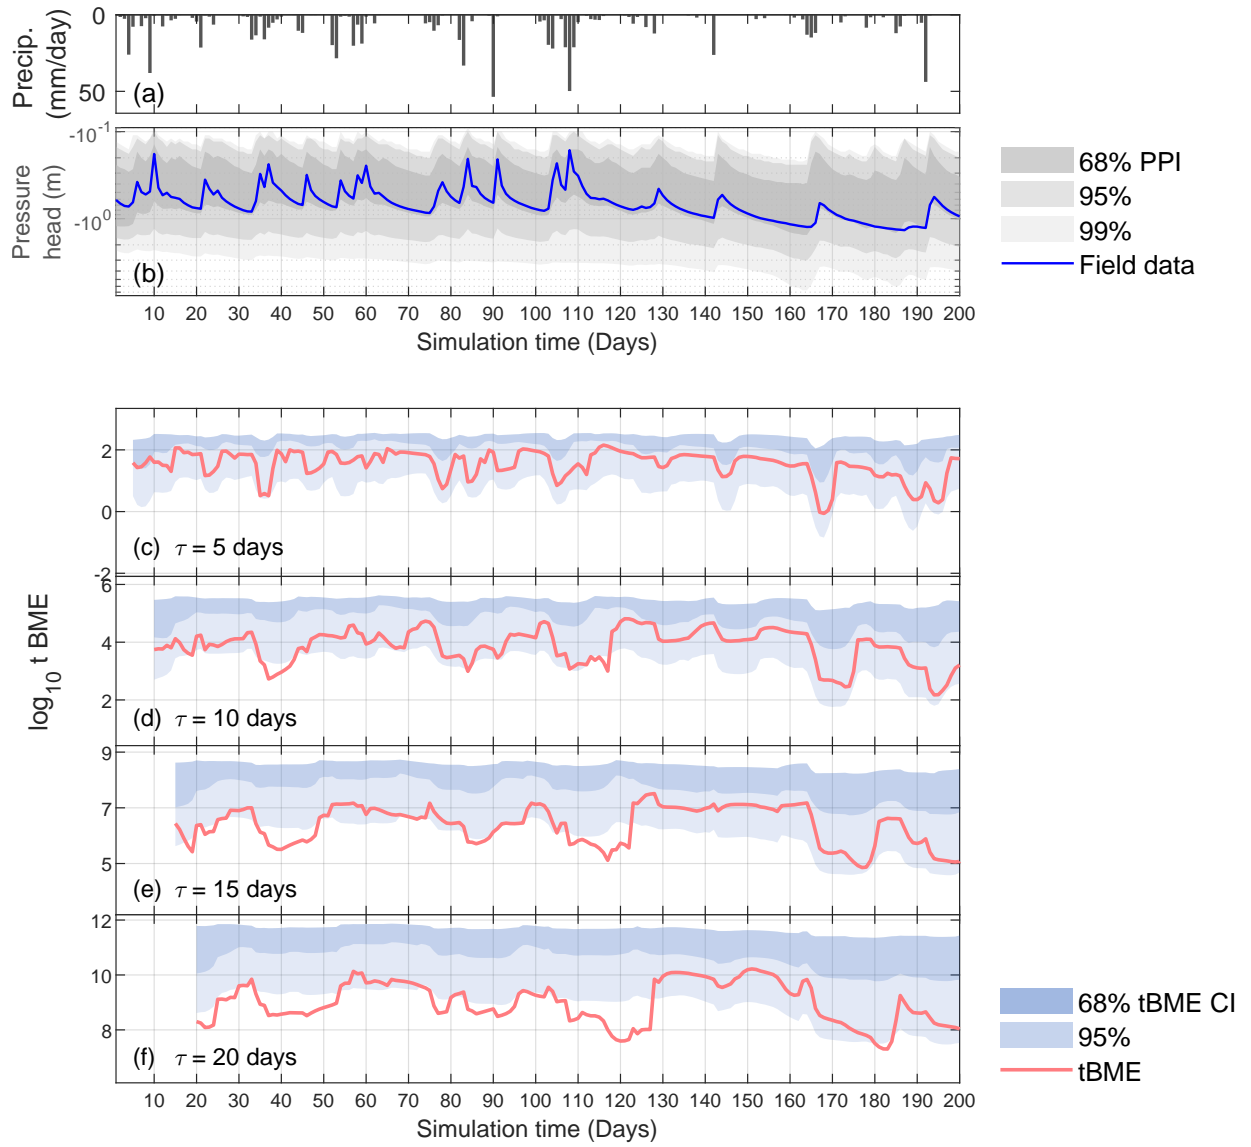 Precip.
(mm/day)
0
50
(a)
Pressure
head (m)
-10^-1
-10^0
(b)
10 20 30 40 50 60 70 80 90 100 110 120 130 140 150 160 170 180 190 200
Simulation time (Days)
68% PPI
95%
99%
Field data
log10 t BME
2
0
-2
(c) τ = 5 days
6
4
2
(d) τ = 10 days
9
7
5
(e) τ = 15 days
12
10
8
(f) τ = 20 days
10 20 30 40 50 60 70 80 90 100 110 120 130 140 150 160 170 180 190 200
Simulation time (Days)
68% tBME CI
95%
tBME